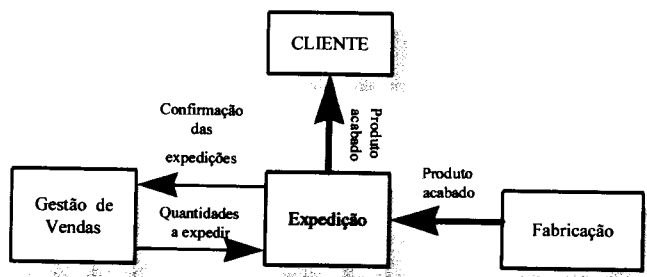 CLIENTE
Confirmação
das
expedições
Produto
acabado
Produto
acabado
Gestão de
Vendas
Quantidades
a expedir
Expedição
Fabricação